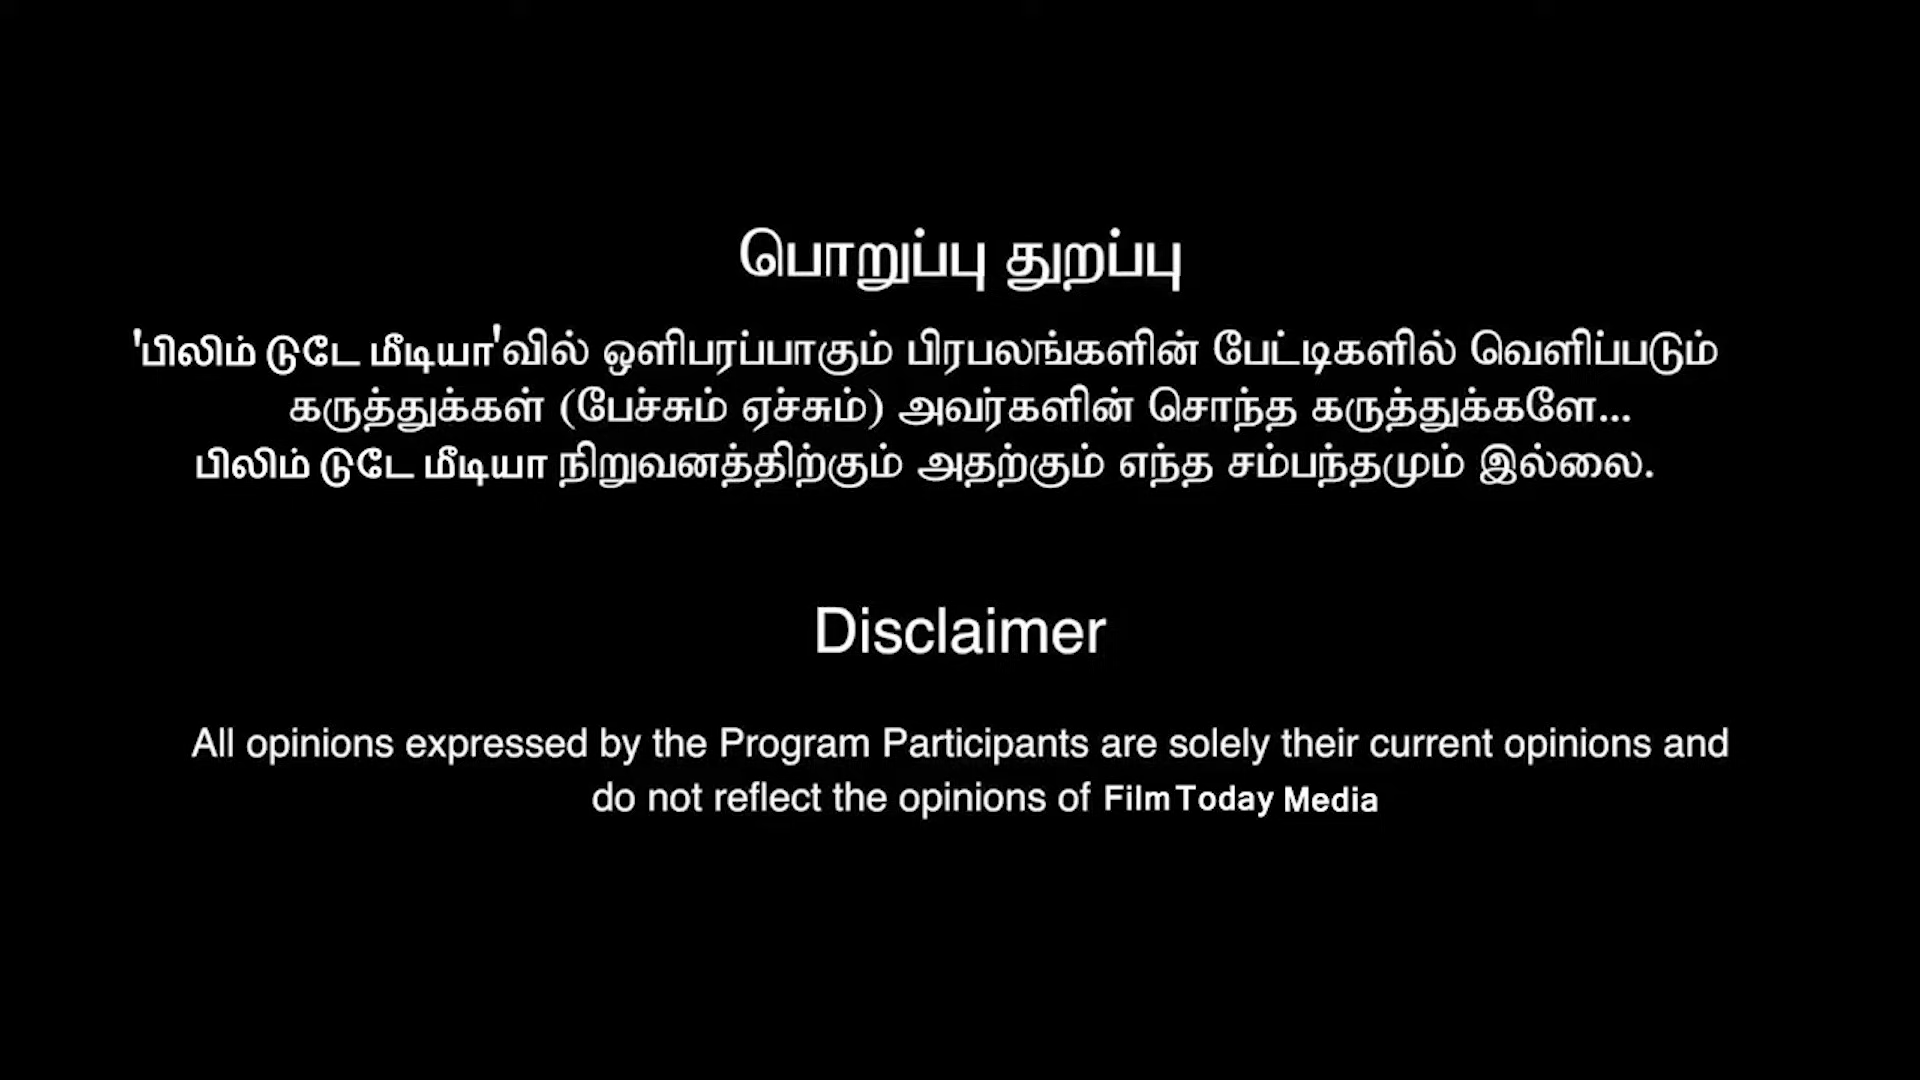 பொறுப்பு துறப்பு
'பிலிம் டுடே மீடியா'வில் ஒளிபரப்பாகும் பிரபலங்களின் பேட்டிகளில் வெளிப்படும்
கருத்துக்கள் (பேச்சும் ஏச்சும்) அவர்களின் சொந்த கருத்துக்களே...
பிலிம் டுடே மீடியா நிறுவனத்திற்கும் அதற்கும் எந்த சம்பந்தமும் இல்லை.
Disclaimer
All opinions expressed by the Program Participants are solely their current opinions and
do not reflect the opinions of Film Today Media